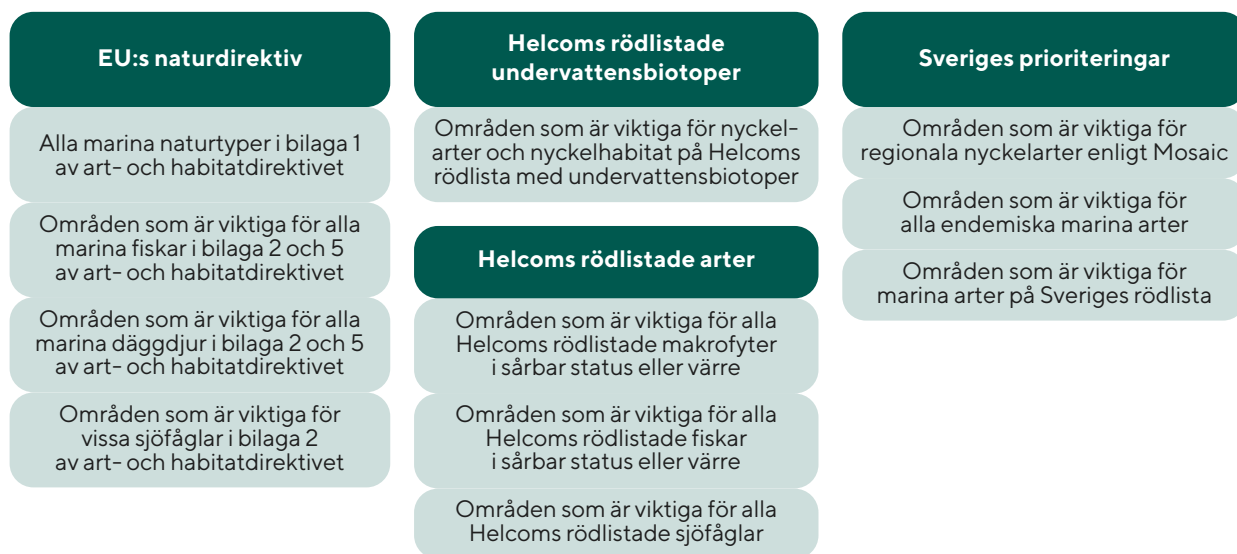 EU:s naturdirektiv
Alla marina naturtyper i bilaga 1
av art- och habitatdirektivet
Områden som är viktiga för alla
marina fiskar i bilaga 2 och 5
av art- och habitatdirektivet
Områden som är viktiga för alla
marina däggdjur i bilaga 2 och 5
av art- och habitatdirektivet
Områden som är viktiga för
vissa sjöfåglar i bilaga 2
av art- och habitatdirektivet
Helcoms rödlistade
undervattensbiotoper
Områden som är viktiga för nyckel-
arter och nyckelhabitat på Helcoms
rödlista med undervattensbiotoper
Helcoms rödlistade arter
Områden som är viktiga för alla
Helcoms rödlistade makrofyter
i sårbar status eller värre
Områden som är viktiga för alla
Helcoms rödlistade fiskar
i sårbar status eller värre
Områden som är viktiga för alla
Helcoms rödlistade sjöfåglar
Sveriges prioriteringar
Områden som är viktiga för
regionala nyckelarter enligt Mosaic
Områden som är viktiga för
alla endemiska marina arter
Områden som är viktiga för
marina arter på Sveriges rödlista